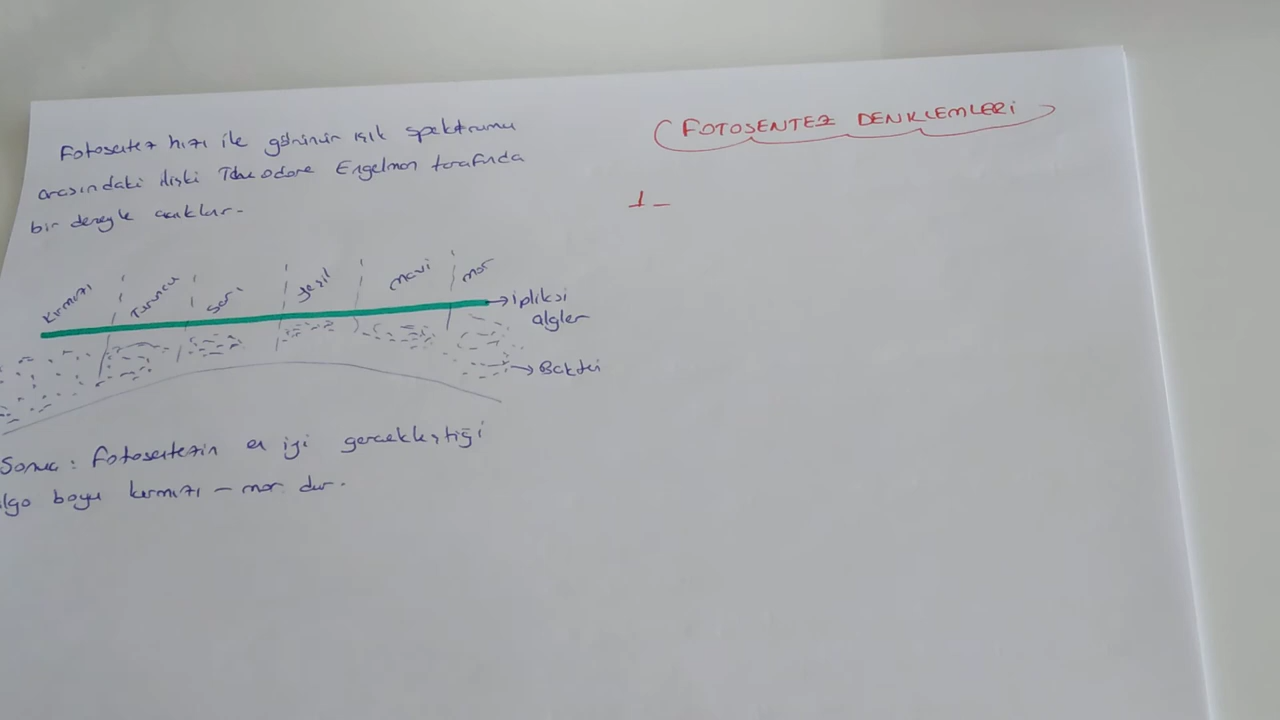 Fotosentez hızı ile görünür ışık spektrumu
arasındaki ilişki Theodore Engelman tarafında
bir deneyle açıklar.
Kırmızı
Turuncu
Sarı
Yeşil
mavi
mor
ipliksi
algler
Bakteri
Sonuç: Fotosentezin en iyi gerçekleştiği
dalga boyu kırmızı - mor dur.
FOTOSENTEZ DENKLEMLERİ
1-